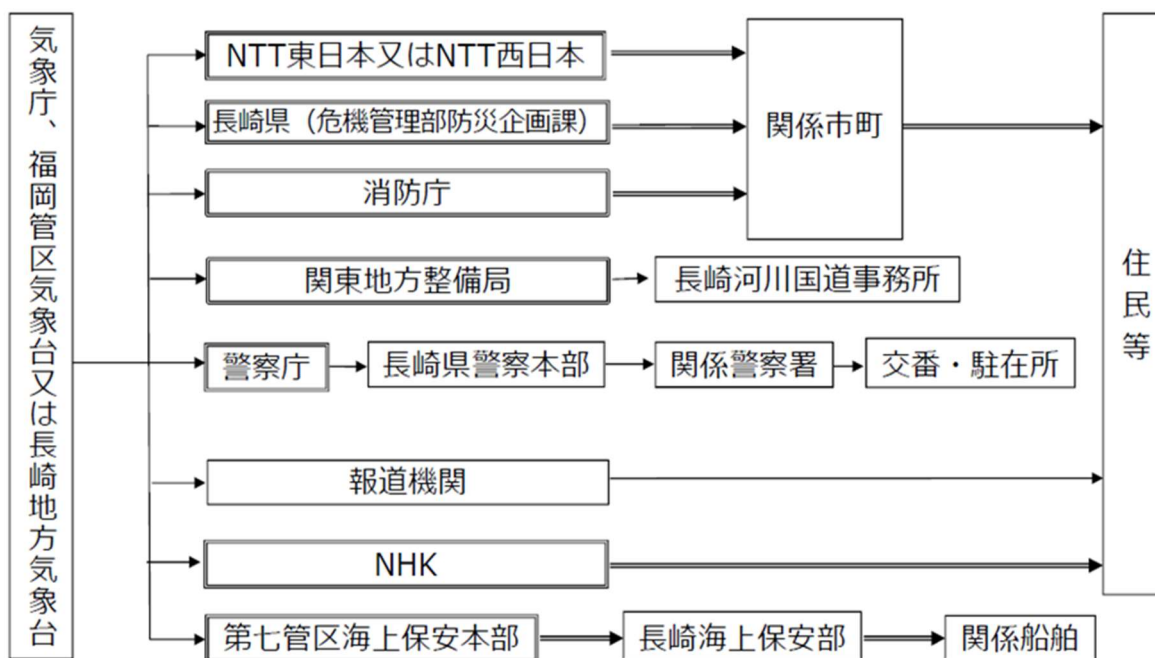 気象庁、福岡管区気象台又は長崎地方気象台
NTT東日本又はNTT西日本
長崎県（危機管理部防災企画課）
消防庁
関係市町
関東地方整備局
長崎河川国道事務所
警察庁
長崎県警察本部
関係警察署
交番・駐在所
報道機関
NHK
第七管区海上保安本部
長崎海上保安部
関係船舶
住民等